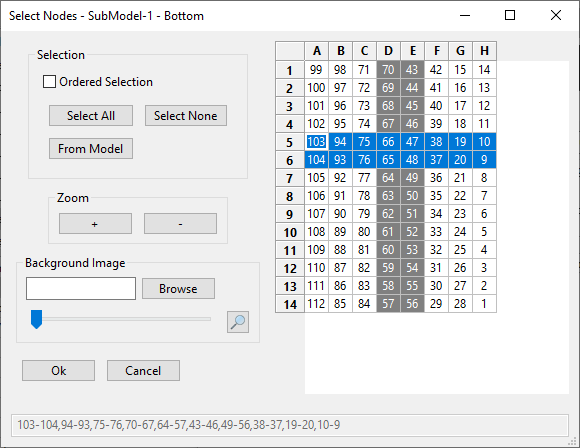 Select Nodes - SubModel-1 - Bottom
Selection
Ordered Selection
Select All Select None
From Model
Zoom
+ -
Background Image
Browse
Ok Cancel
A B C D E F G H
1 99 98 71 70 43 42 15 14
2 100 97 72 69 44 41 16 13
3 101 96 73 68 45 40 17 12
4 102 95 74 67 46 39 18 11
5 103 94 75 66 47 38 19 10
6 104 93 76 65 48 37 20 9
7 105 92 77 64 49 36 21 8
8 106 91 78 63 50 35 22 7
9 107 90 79 62 51 34 23 6
10 108 89 80 61 52 33 24 5
11 109 88 81 60 53 32 25 4
12 110 87 82 59 54 31 26 3
13 111 86 83 58 55 30 27 2
14 112 85 84 57 56 29 28 1
103-104,94-93,75-76,70-67,64-57,43-46,49-56,38-37,19-20,10-9